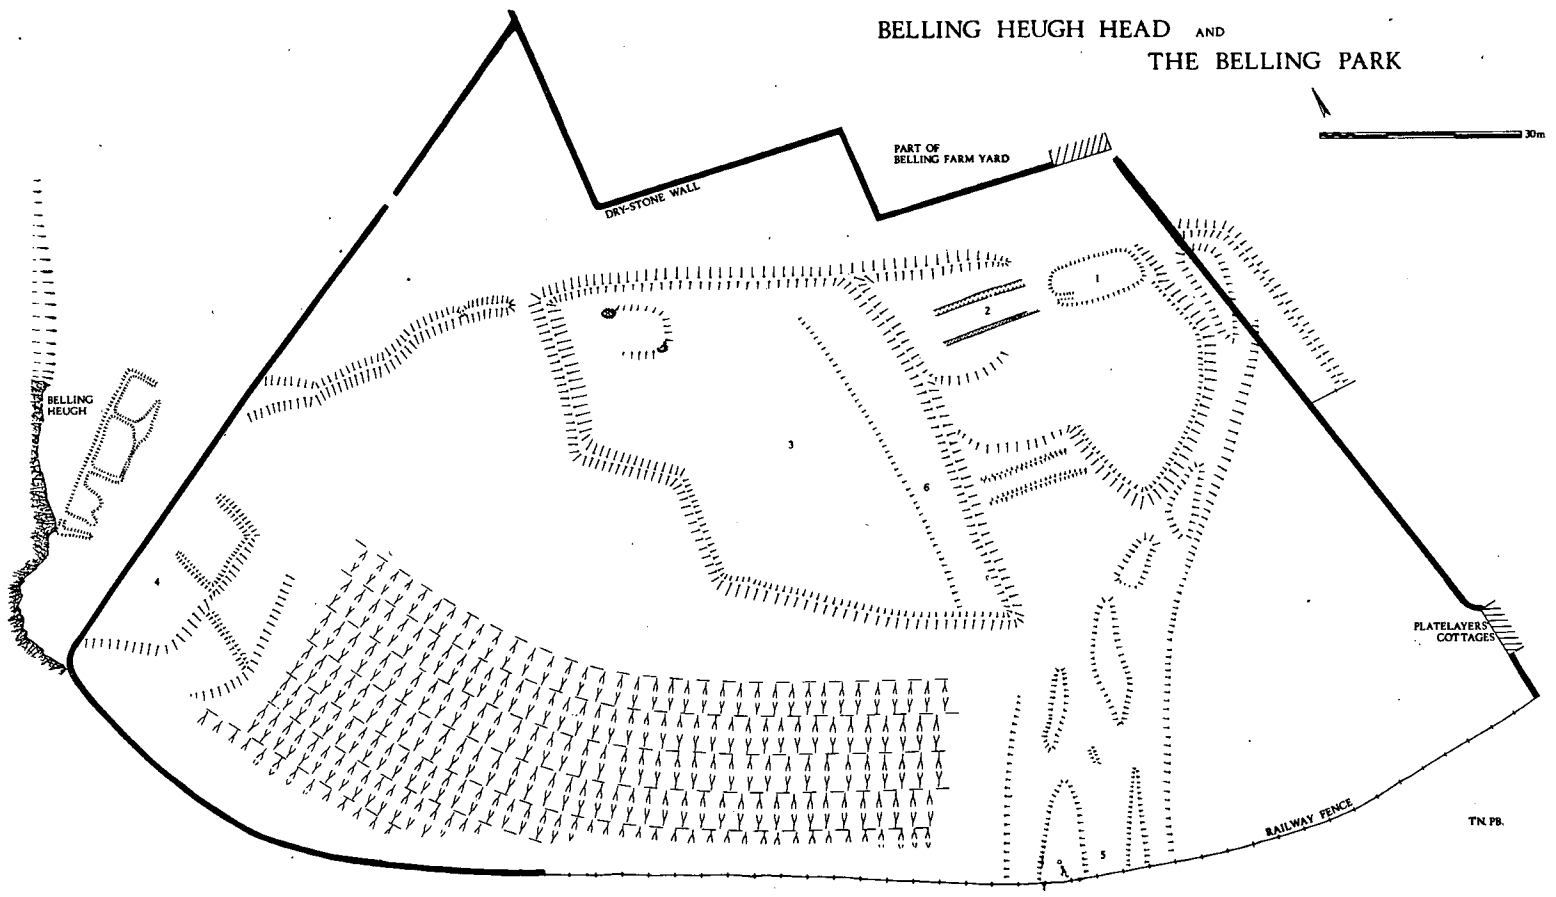 BELLING HEUGH HEAD AND
THE BELLING PARK
30m
PART OF
BELLING FARM YARD
DRY-STONE WALL
1
2
BELLING
HEUGH
3
6
4
PLATELAYERS'
COTTAGES
RAILWAY FENCE
T.N. P.B.
5